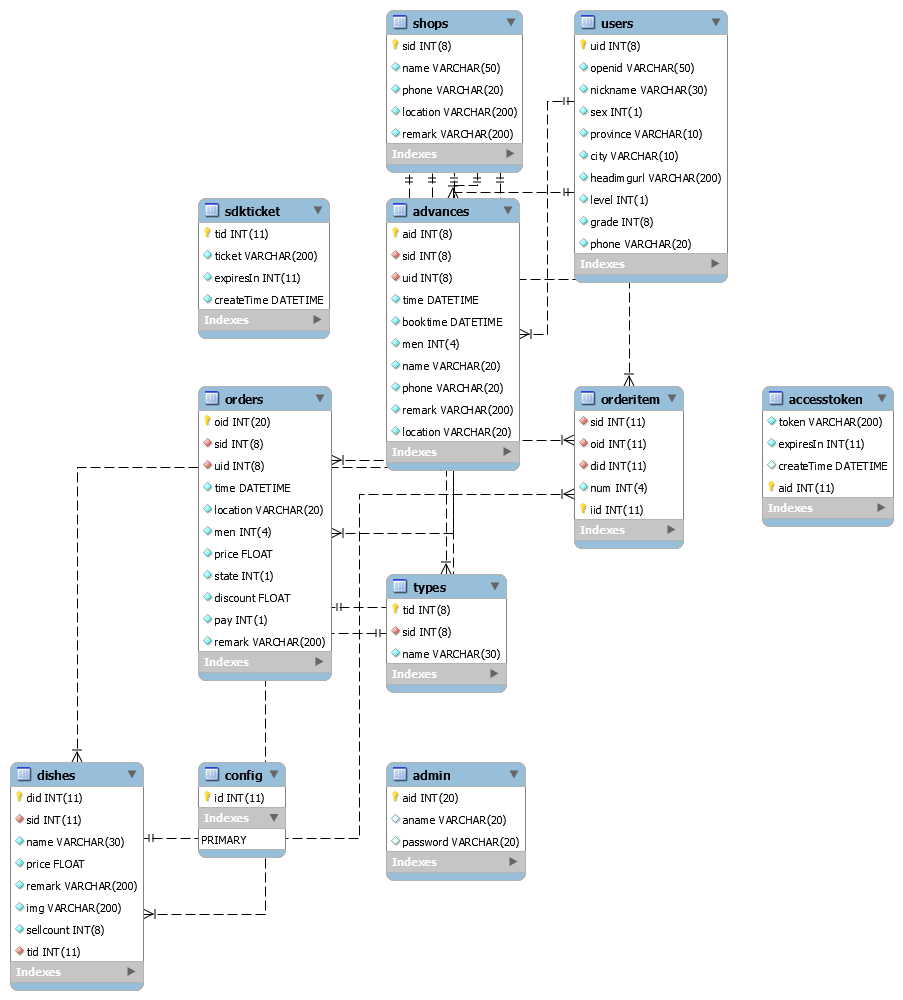 shops
sid INT(8)
name VARCHAR(50)
phone VARCHAR(20)
location VARCHAR(200)
remark VARCHAR(200)
Indexes
users
uid INT(8)
openid VARCHAR(50)
nickname VARCHAR(30)
sex INT(1)
province VARCHAR(10)
city VARCHAR(10)
headimgurl VARCHAR(200)
level INT(1)
grade INT(8)
phone VARCHAR(20)
Indexes
sdkticket
tid INT(11)
ticket VARCHAR(200)
expiresIn INT(11)
createTime DATETIME
Indexes
advances
aid INT(8)
sid INT(8)
uid INT(8)
time DATETIME
booktime DATETIME
men INT(4)
name VARCHAR(20)
phone VARCHAR(20)
remark VARCHAR(200)
location VARCHAR(20)
Indexes
orders
oid INT(20)
sid INT(8)
uid INT(8)
time DATETIME
location VARCHAR(20)
men INT(4)
price FLOAT
state INT(1)
discount FLOAT
pay INT(1)
remark VARCHAR(200)
Indexes
orderitem
sid INT(11)
oid INT(11)
did INT(11)
num INT(4)
iid INT(11)
Indexes
accesstoken
token VARCHAR(200)
expiresIn INT(11)
createTime DATETIME
aid INT(11)
Indexes
types
tid INT(8)
sid INT(8)
name VARCHAR(30)
Indexes
dishes
did INT(11)
sid INT(11)
name VARCHAR(30)
price FLOAT
remark VARCHAR(200)
img VARCHAR(200)
sellcount INT(8)
tid INT(11)
Indexes
config
id INT(11)
Indexes
PRIMARY
admin
aid INT(20)
aname VARCHAR(20)
password VARCHAR(20)
Indexes